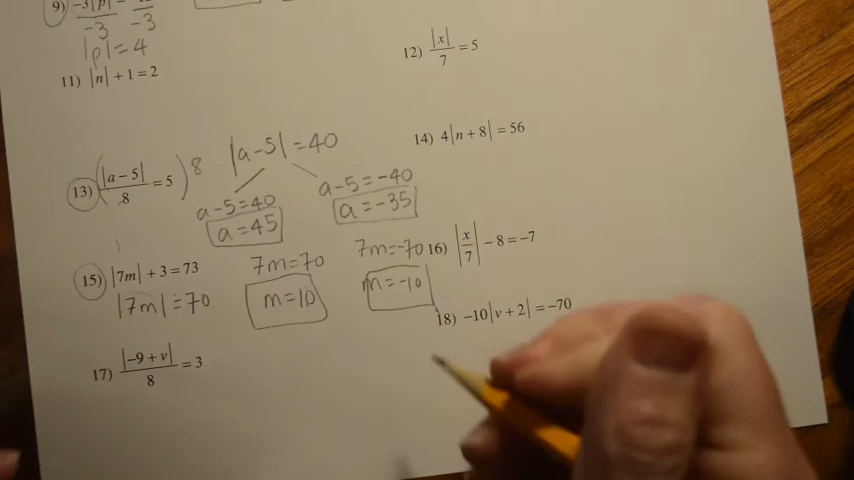 9) -3|p|
-3 -3
|p| = 4
11) |n| + 1 = 2
12) |x|/7 = 5
13) (|a - 5|/8 = 5) 8
|a-5| = 40
a-5=40
a=45
a-5=-40
a=-35
14) 4|n + 8| = 56
15) |7m| + 3 = 73
|7m| = 70
7m=70
m=10
7m=-70
m=-10
16) |x/7| - 8 = -7
17) |-9 + v|/8 = 3
18) -10|v + 2| = -70